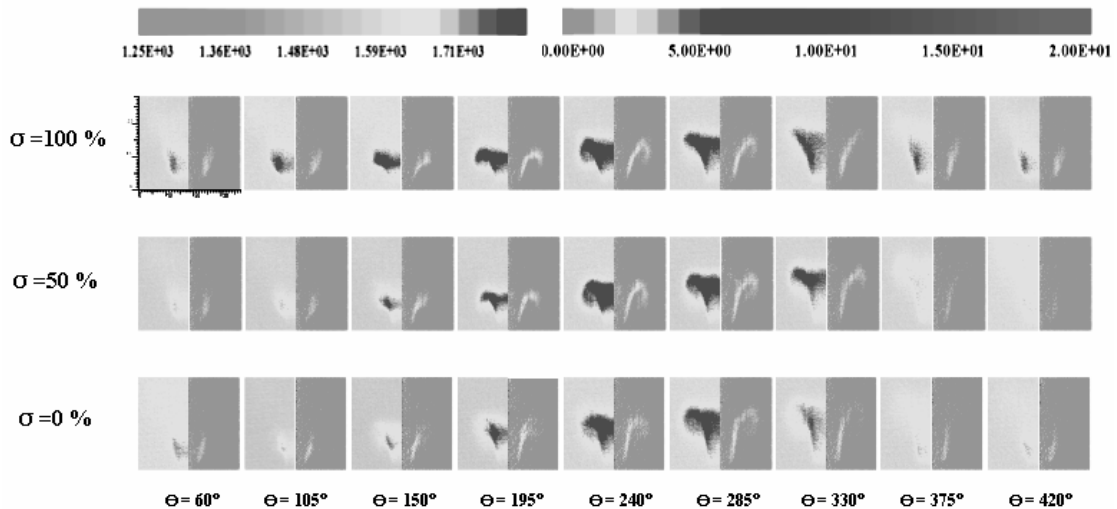 1.25E+03 1.36E+03 1.48E+03 1.59E+03 1.71E+03 0.00E+00 5.00E+00 1.00E+01 1.50E+01 2.00E+01
σ =100 %
σ =50 %
σ =0 %
Θ = 60° Θ = 105° Θ = 150° Θ = 195° Θ = 240° Θ = 285° Θ = 330° Θ = 375° Θ = 420°